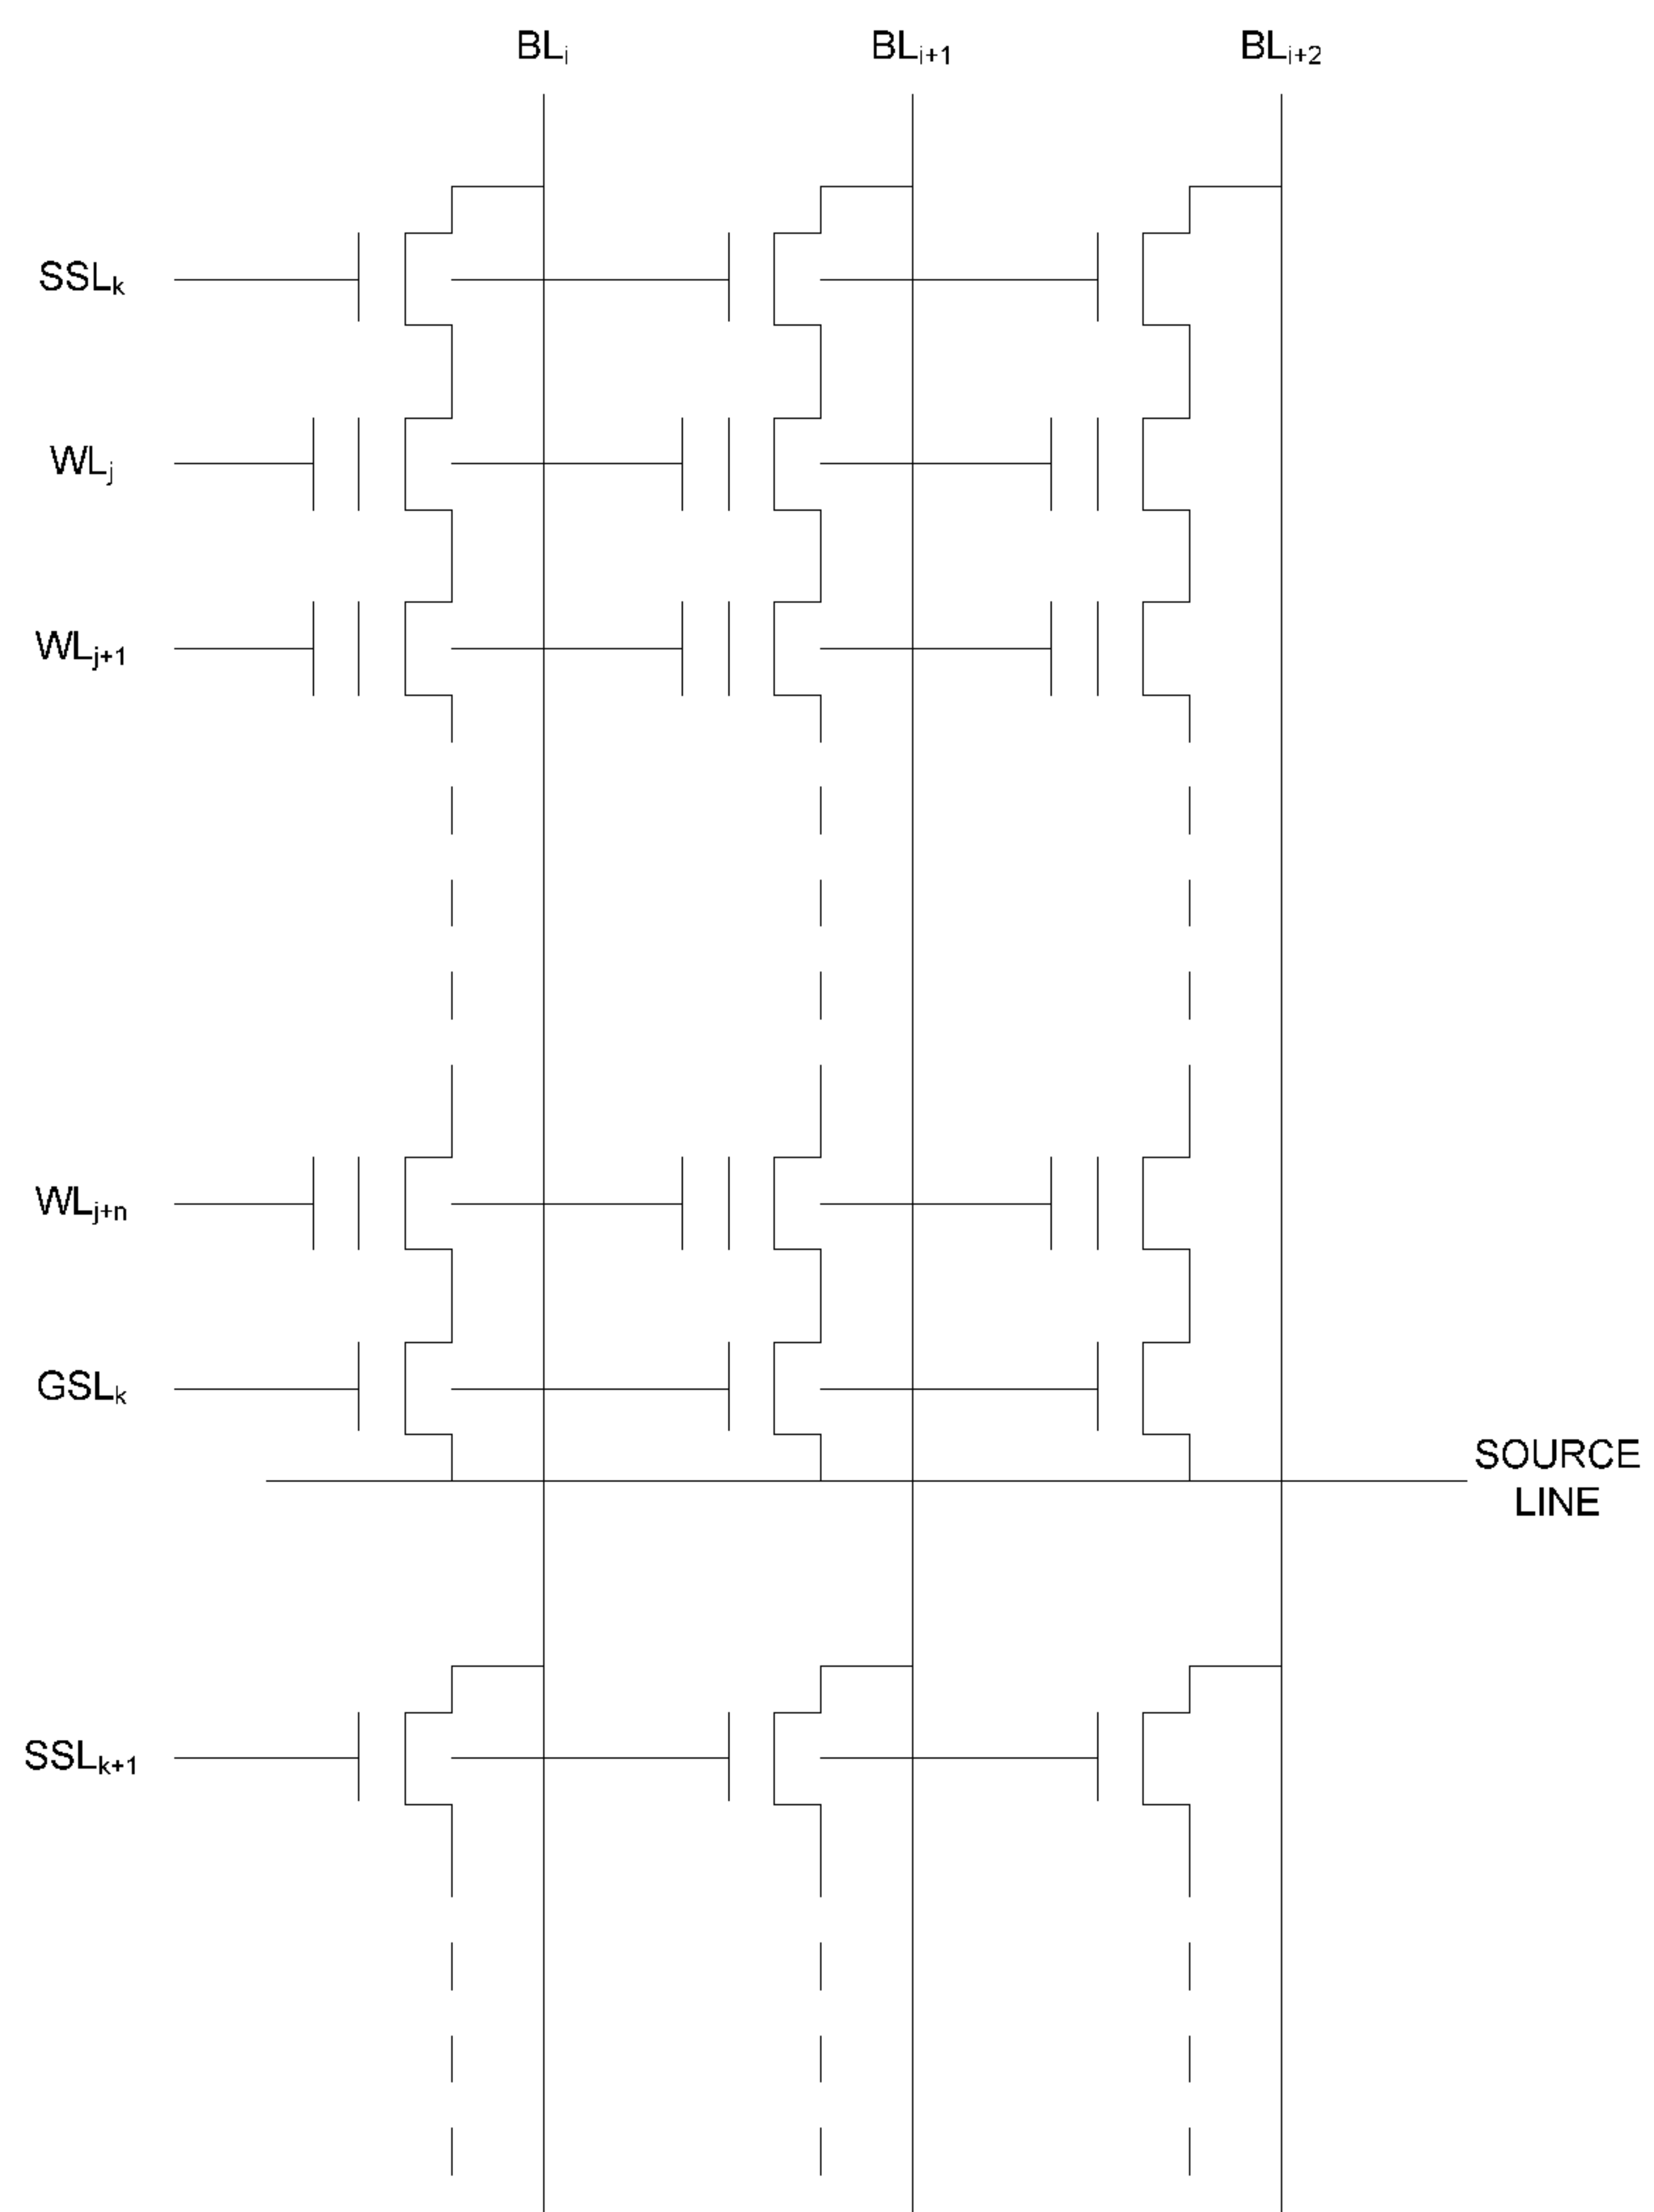 BLᵢ BLᵢ₊₁ BLᵢ₊₂
SSLₖ
WLⱼ
WLⱼ₊₁
WLⱼ₊ₙ
GSLₖ
SOURCE
LINE
SSLₖ₊₁